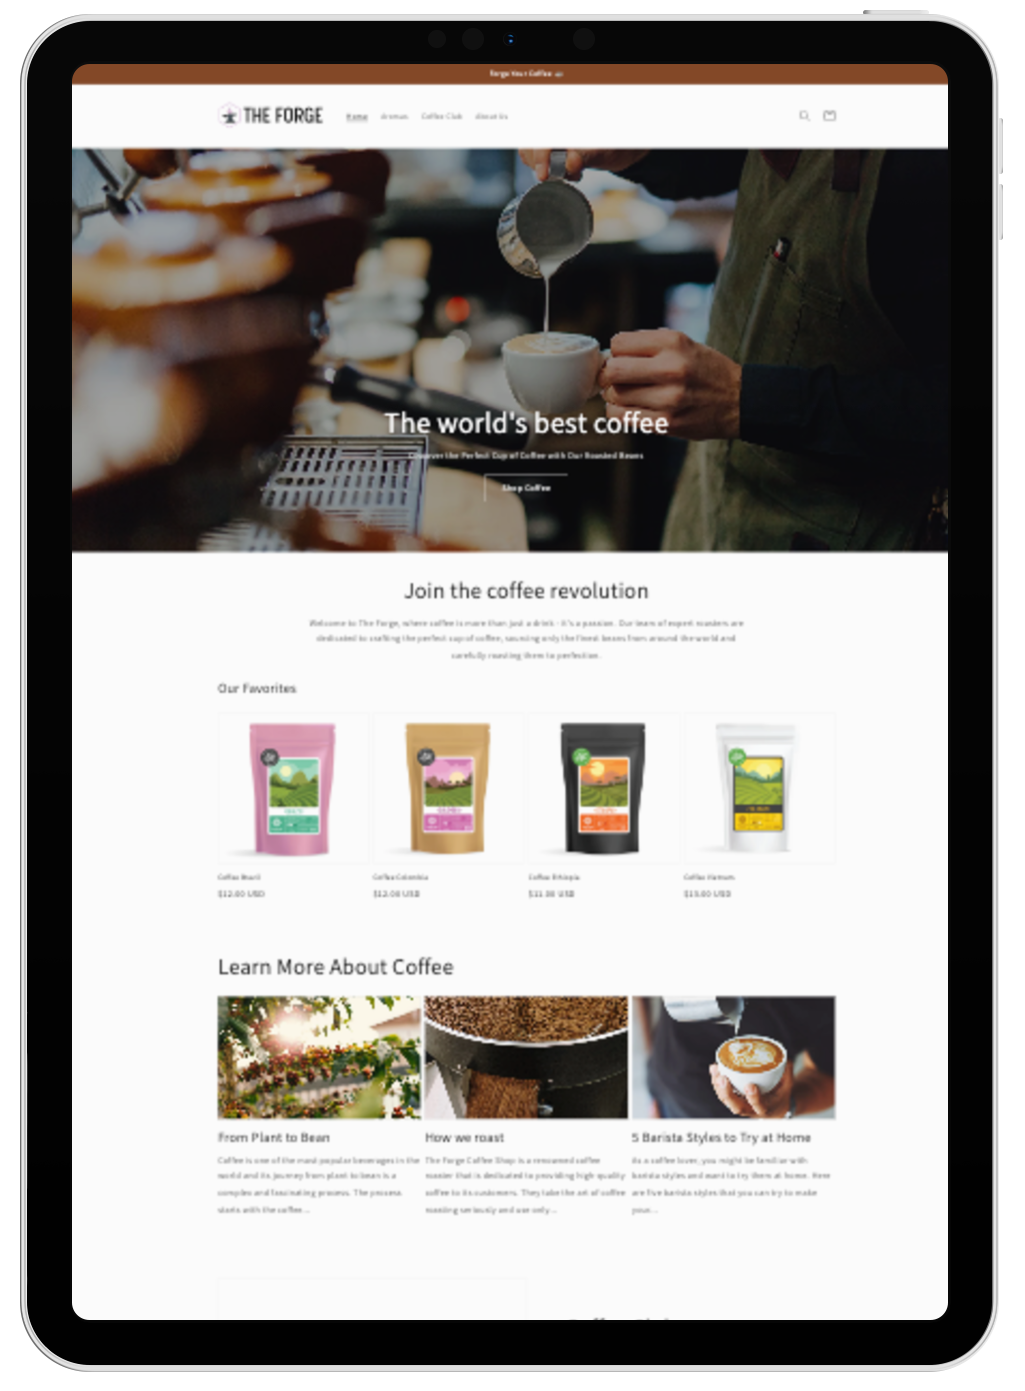 Forge Your Coffee
THE FORGE
Home
Aromas
Coffee Club
About Us
The world's best coffee
Discover the Perfect Cup of Coffee with Our Roasted Beans
Shop Coffee
Join the coffee revolution
Welcome to The Forge, where coffee is more than just a drink - it's a passion. Our team of expert roasters are
dedicated to crafting the perfect cup of coffee, sourcing only the finest beans from around the world and
carefully roasting them to perfection.
Our Favorites
Coffee Brazil
Coffee Colombia
Coffee Ethiopia
Coffee Vietnam
$12.00 USD
$12.00 USD
$11.00 USD
$13.00 USD
Learn More About Coffee
From Plant to Bean
Coffee is one of the most popular beverages in the
world and its journey from plant to bean is a
complex and fascinating process. The process
starts with the coffee...
How we roast
The Forge Coffee Shop is a renowned coffee
roaster that is dedicated to providing high quality
coffee to its customers. They take the art of coffee
roasting seriously and use only...
5 Barista Styles to Try at Home
As a coffee lover, you might be familiar with
barista styles and want to try them at home. Here
are five barista styles that you can try to make
your...